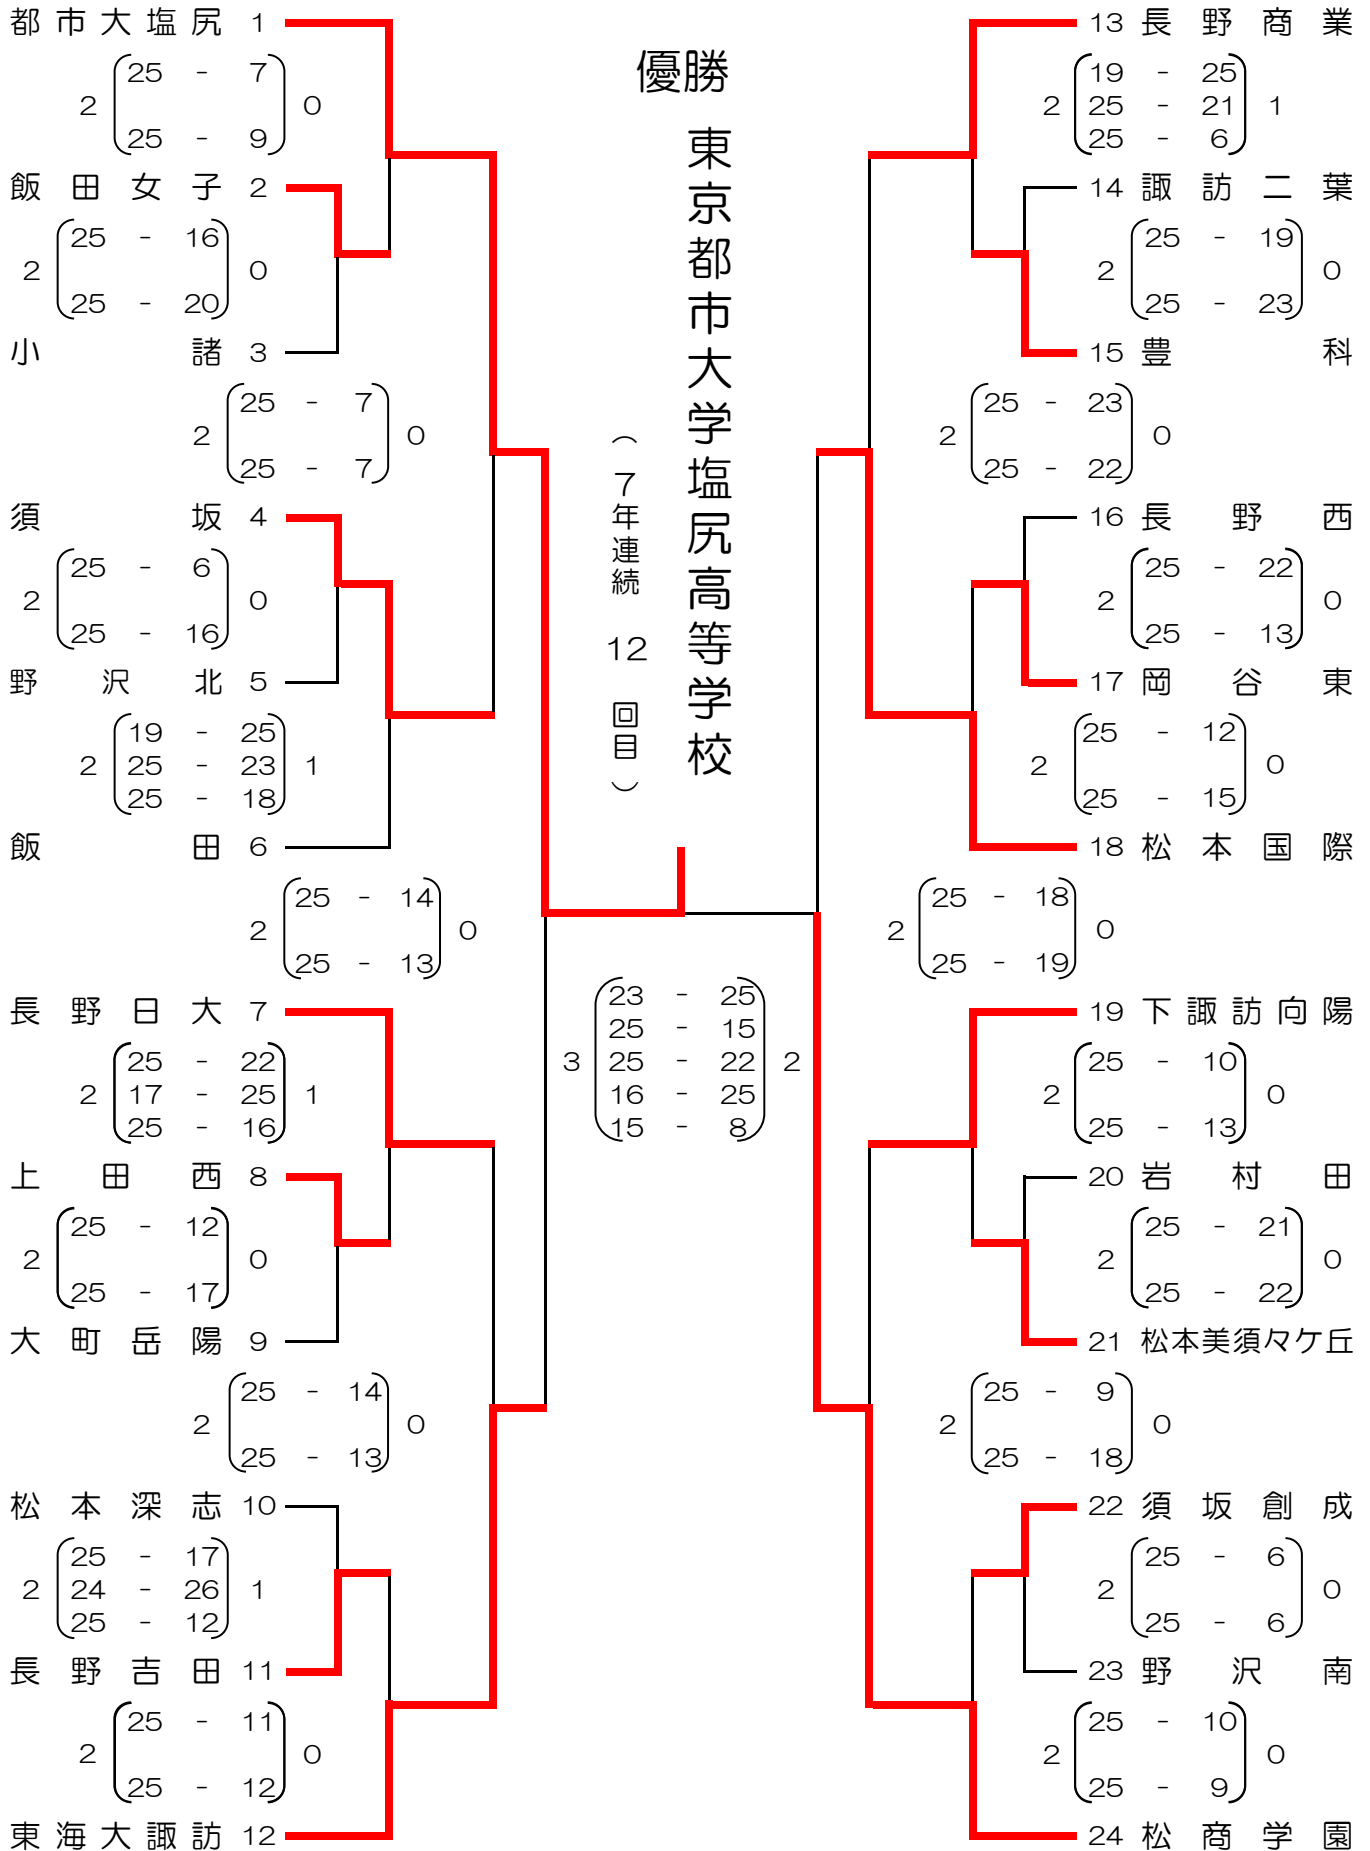 優勝
東京都市大学塩尻高等学校
（７年連続 12 回目）
都市大塩尻 1
2 25 - 7 0
25 - 9
飯田女子 2
2 25 - 16 0
25 - 20
小諸 3
2 25 - 7 0
25 - 7
須坂 4
2 25 - 6 0
25 - 16
野沢北 5
19 - 25
2 25 - 23 1
25 - 18
飯田 6
2 25 - 14 0
25 - 13
長野日大 7
25 - 22
2 17 - 25 1
25 - 16
上田西 8
2 25 - 12 0
25 - 17
大町岳陽 9
2 25 - 14 0
25 - 13
松本深志 10
25 - 17
2 24 - 26 1
25 - 12
長野吉田 11
2 25 - 11 0
25 - 12
東海大諏訪 12
23 - 25
25 - 15
3 25 - 22 2
16 - 25
15 - 8
13 長野商業
19 - 25
2 25 - 21 1
25 - 6
14 諏訪二葉
2 25 - 19 0
25 - 23
15 豊科
2 25 - 23 0
25 - 22
16 長野西
2 25 - 22 0
25 - 13
17 岡谷東
2 25 - 12 0
25 - 15
18 松本国際
2 25 - 18 0
25 - 19
19 下諏訪向陽
2 25 - 10 0
25 - 13
20 岩村田
2 25 - 21 0
25 - 22
21 松本美須々ケ丘
2 25 - 9 0
25 - 18
22 須坂創成
2 25 - 6 0
25 - 6
23 野沢南
2 25 - 10 0
25 - 9
24 松商学園